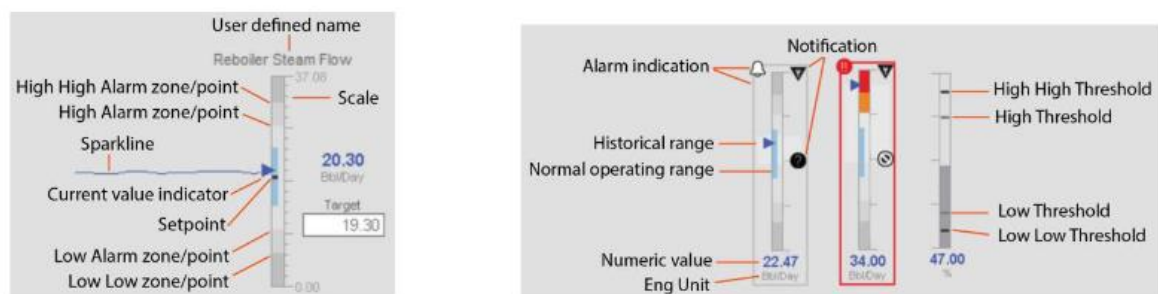 User defined name
Reboiler Steam Flow
37.08
High High Alarm zone/point
Scale
High Alarm zone/point
Sparkline
20.30
Bbl/Day
Current value indicator
Target
Setpoint
19.30
Low Alarm zone/point
Low Low zone/point
0.00
Notification
Alarm indication
High High Threshold
High Threshold
Historical range
Normal operating range
Low Threshold
Low Low Threshold
Numeric value
22.47
34.00
47.00
Bbl/Day
Bbl/Day
%
Eng Unit